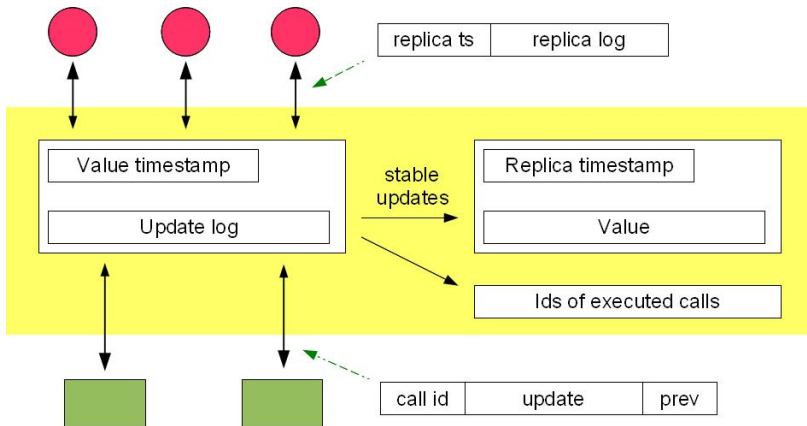 replica ts
replica log
Value timestamp
Update log
stable
updates
Replica timestamp
Value
Ids of executed calls
call id
update
prev